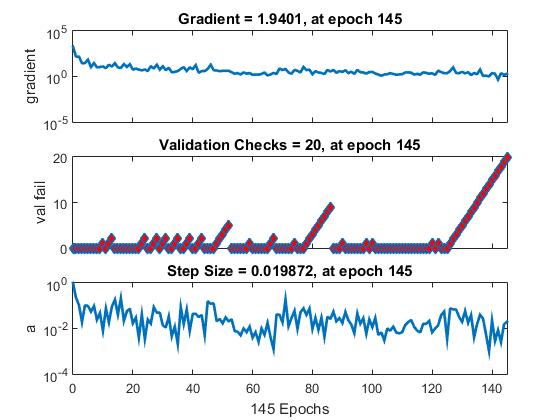 Gradient = 1.9401, at epoch 145
10^5
10^0
10^-5
gradient
Validation Checks = 20, at epoch 145
20
10
0
val fail
Step Size = 0.019872, at epoch 145
10^0
10^-2
10^-4
a
0 20 40 60 80 100 120 140
145 Epochs